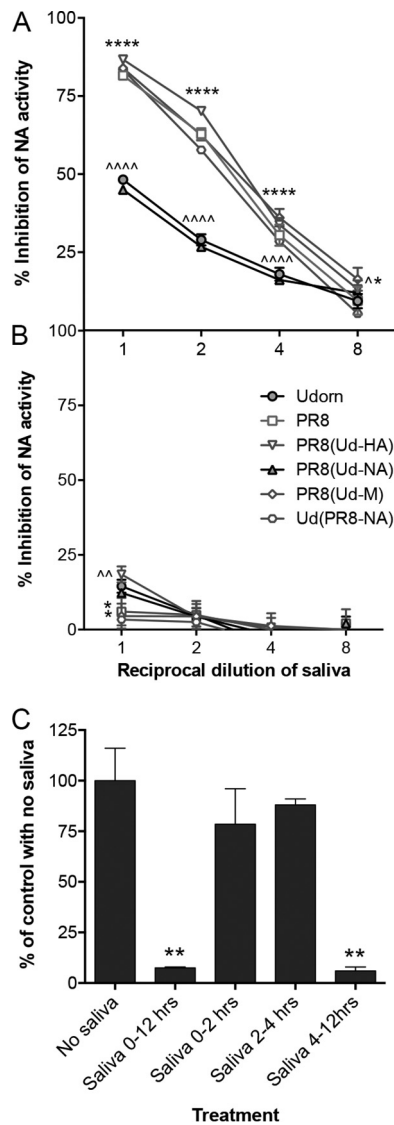 A
% Inhibition of NA activity
100
75
50
25
****
****
****
^^^^
^^^^
^^^^
^*
1 2 4 8
B
% Inhibition of NA activity
100
75
50
25
0
^^
*
*
Udorn
PR8
PR8(Ud-HA)
PR8(Ud-NA)
PR8(Ud-M)
Ud(PR8-NA)
1 2 4 8
Reciprocal dilution of saliva
C
% of control with no saliva
125
100
75
50
25
0
**
**
No saliva
Saliva 0-12 hrs
Saliva 0-2 hrs
Saliva 2-4 hrs
Saliva 4-12hrs
Treatment